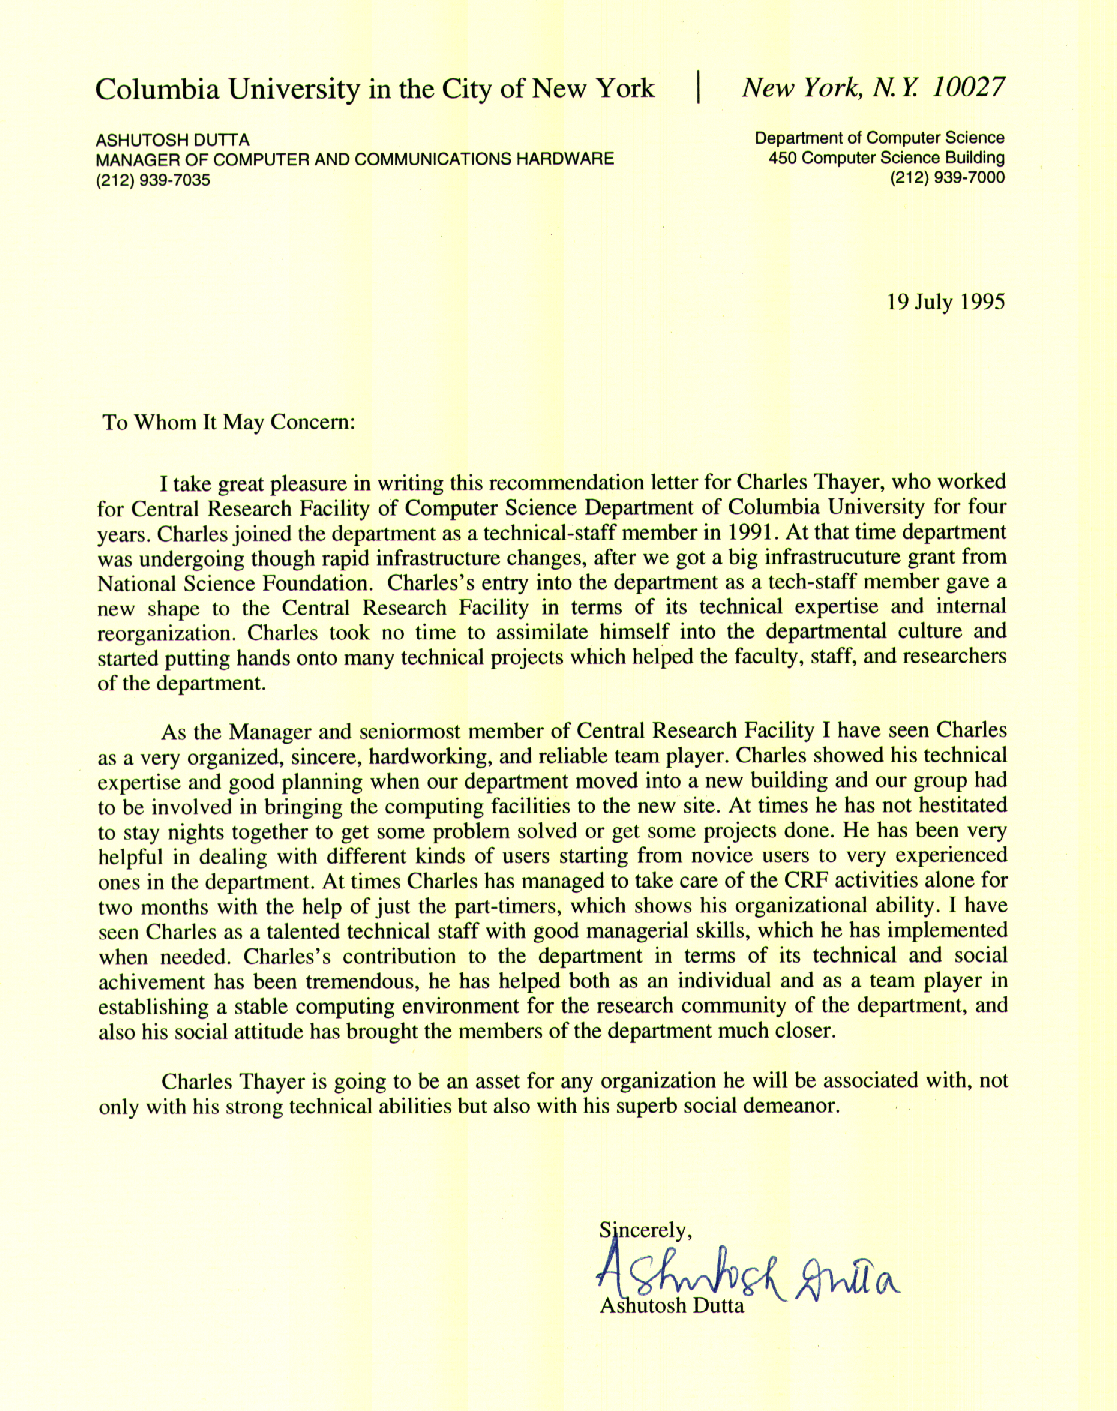 Columbia University in the City of New York | New York, N.Y. 10027
ASHUTOSH DUTTA
MANAGER OF COMPUTER AND COMMUNICATIONS HARDWARE
(212) 939-7035
Department of Computer Science
450 Computer Science Building
(212) 939-7000
19 July 1995
To Whom It May Concern:
I take great pleasure in writing this recommendation letter for Charles Thayer, who worked
for Central Research Facility of Computer Science Department of Columbia University for four
years. Charles joined the department as a technical-staff member in 1991. At that time department
was undergoing though rapid infrastructure changes, after we got a big infrastrucuture grant from
National Science Foundation. Charles's entry into the department as a tech-staff member gave a
new shape to the Central Research Facility in terms of its technical expertise and internal
reorganization. Charles took no time to assimilate himself into the departmental culture and
started putting hands onto many technical projects which helped the faculty, staff, and researchers
of the department.
As the Manager and seniormost member of Central Research Facility I have seen Charles
as a very organized, sincere, hardworking, and reliable team player. Charles showed his technical
expertise and good planning when our department moved into a new building and our group had
to be involved in bringing the computing facilities to the new site. At times he has not hestitated
to stay nights together to get some problem solved or get some projects done. He has been very
helpful in dealing with different kinds of users starting from novice users to very experienced
ones in the department. At times Charles has managed to take care of the CRF activities alone for
two months with the help of just the part-timers, which shows his organizational ability. I have
seen Charles as a talented technical staff with good managerial skills, which he has implemented
when needed. Charles's contribution to the department in terms of its technical and social
achivement has been tremendous, he has helped both as an individual and as a team player in
establishing a stable computing environment for the research community of the department, and
also his social attitude has brought the members of the department much closer.
Charles Thayer is going to be an asset for any organization he will be associated with, not
only with his strong technical abilities but also with his superb social demeanor.
Sincerely,
Ashutosh Dutta
Ashutosh Dutta